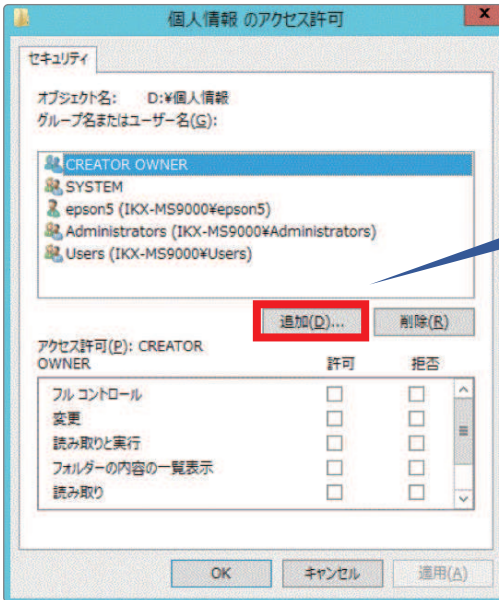 個人情報 のアクセス許可
x
セキュリティ
オブジェクト名: D:¥個人情報
グループ名またはユーザー名(G):
CREATOR OWNER
SYSTEM
epson5 (IKX-MS9000¥epson5)
Administrators (IKX-MS9000¥Administrators)
Users (IKX-MS9000¥Users)
追加(D)... 削除(R)
アクセス許可(P): CREATOR
OWNER 許可 拒否
フル コントロール
変更
読み取りと実行
フォルダーの内容の一覧表示
読み取り
OK キャンセル 適用(A)